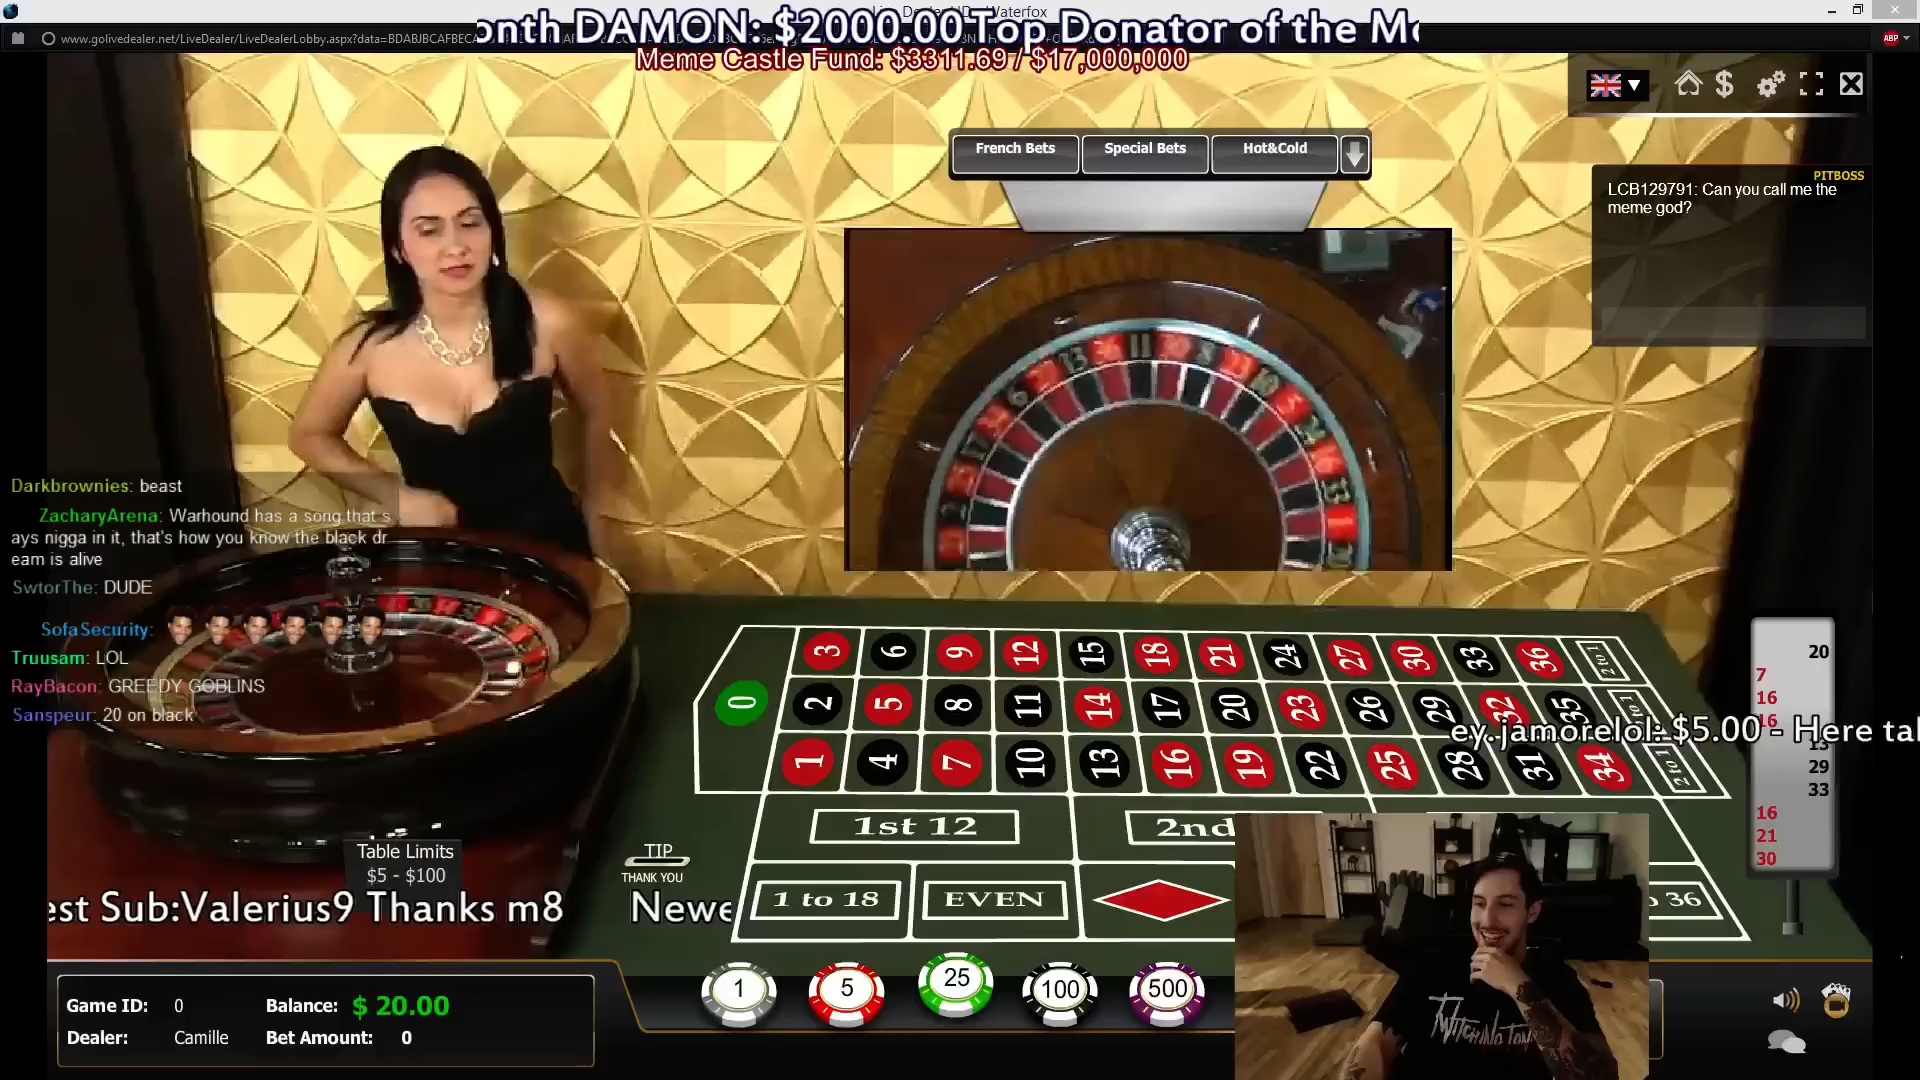 Live Dealer HD - Waterfox
onth DAMON: $2000.00 Top Donator of the Mo
www.golivedealer.net/LiveDealer/LiveDealerLobby.aspx?data=BDABJBCAFBECA
ABP
Meme Castle Fund: $3311.69 / $17,000,000
French Bets
Special Bets
Hot&Cold
PITBOSS
LCB129791: Can you call me the
meme god?
Darkbrownies: beast
ZacharyArena: Warhound has a song that s
ays nigga in it, that's how you know the black dr
eam is alive
SwtorThe: DUDE
SofaSecurity:
Truusam: LOL
RayBacon: GREEDY GOBLINS
Sanspeur: 20 on black
3 6 9 12 15 18 21 24 27 30 33 36 2 to 1
0 2 5 8 11 14 17 20 23 26 29 32 35 2 to 1
1 4 7 10 13 16 19 22 25 28 31 34 2 to 1
ey. jamorelol: $5.00 - Here tal
20
7
16
16
13
29
33
16
21
30
1st 12
2nd
1 to 18
EVEN
o 36
Table Limits
$5 - $100
TIP
THANK YOU
est Sub:Valerius9 Thanks m8
Newe
Game ID: 0
Balance: $ 20.00
Dealer: Camille
Bet Amount: 0
1
5
25
100
500